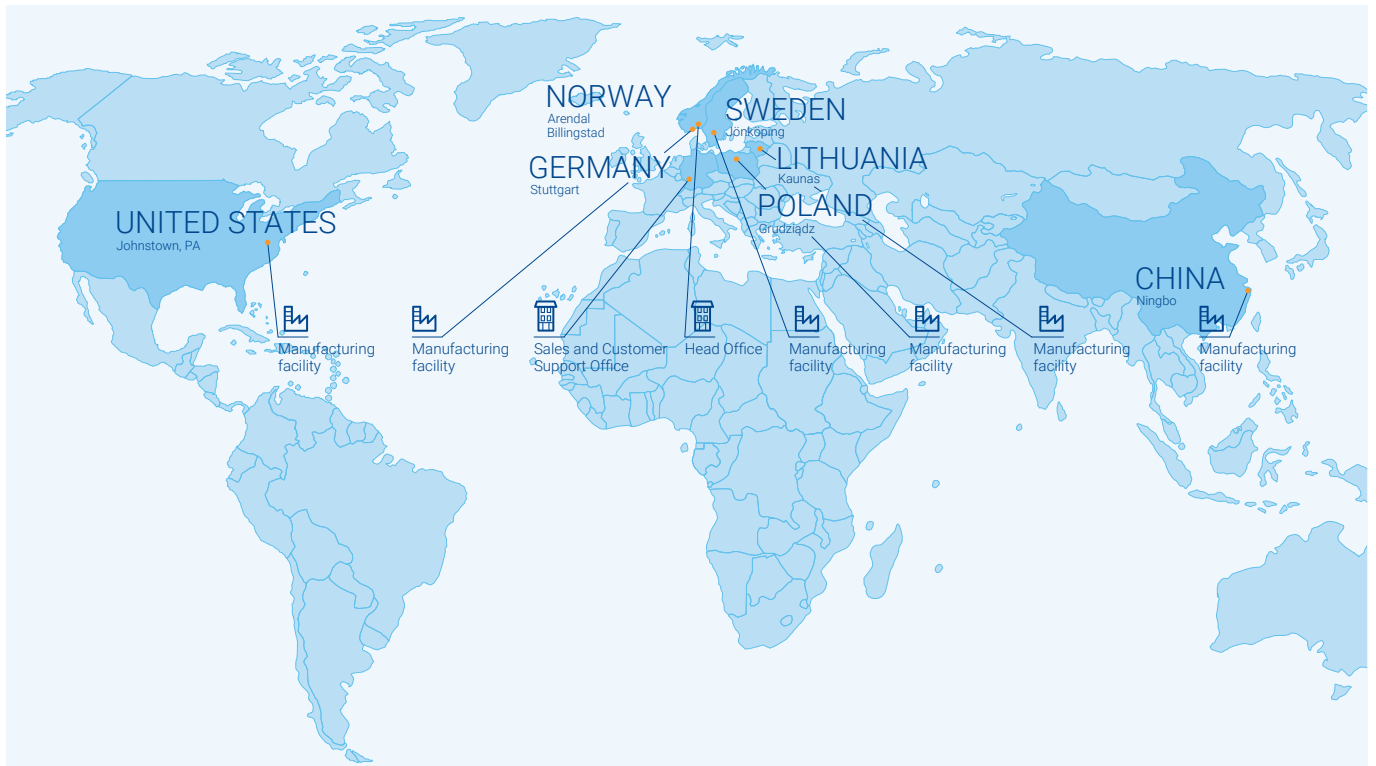 NORWAY
Arendal
Billingstad
SWEDEN
Jönköping
GERMANY
Stuttgart
LITHUANIA
Kaunas
POLAND
Grudziądz
UNITED STATES
Johnstown, PA
CHINA
Ningbo
Manufacturing
facility
Manufacturing
facility
Sales and Customer
Support Office
Head Office
Manufacturing
facility
Manufacturing
facility
Manufacturing
facility
Manufacturing
facility